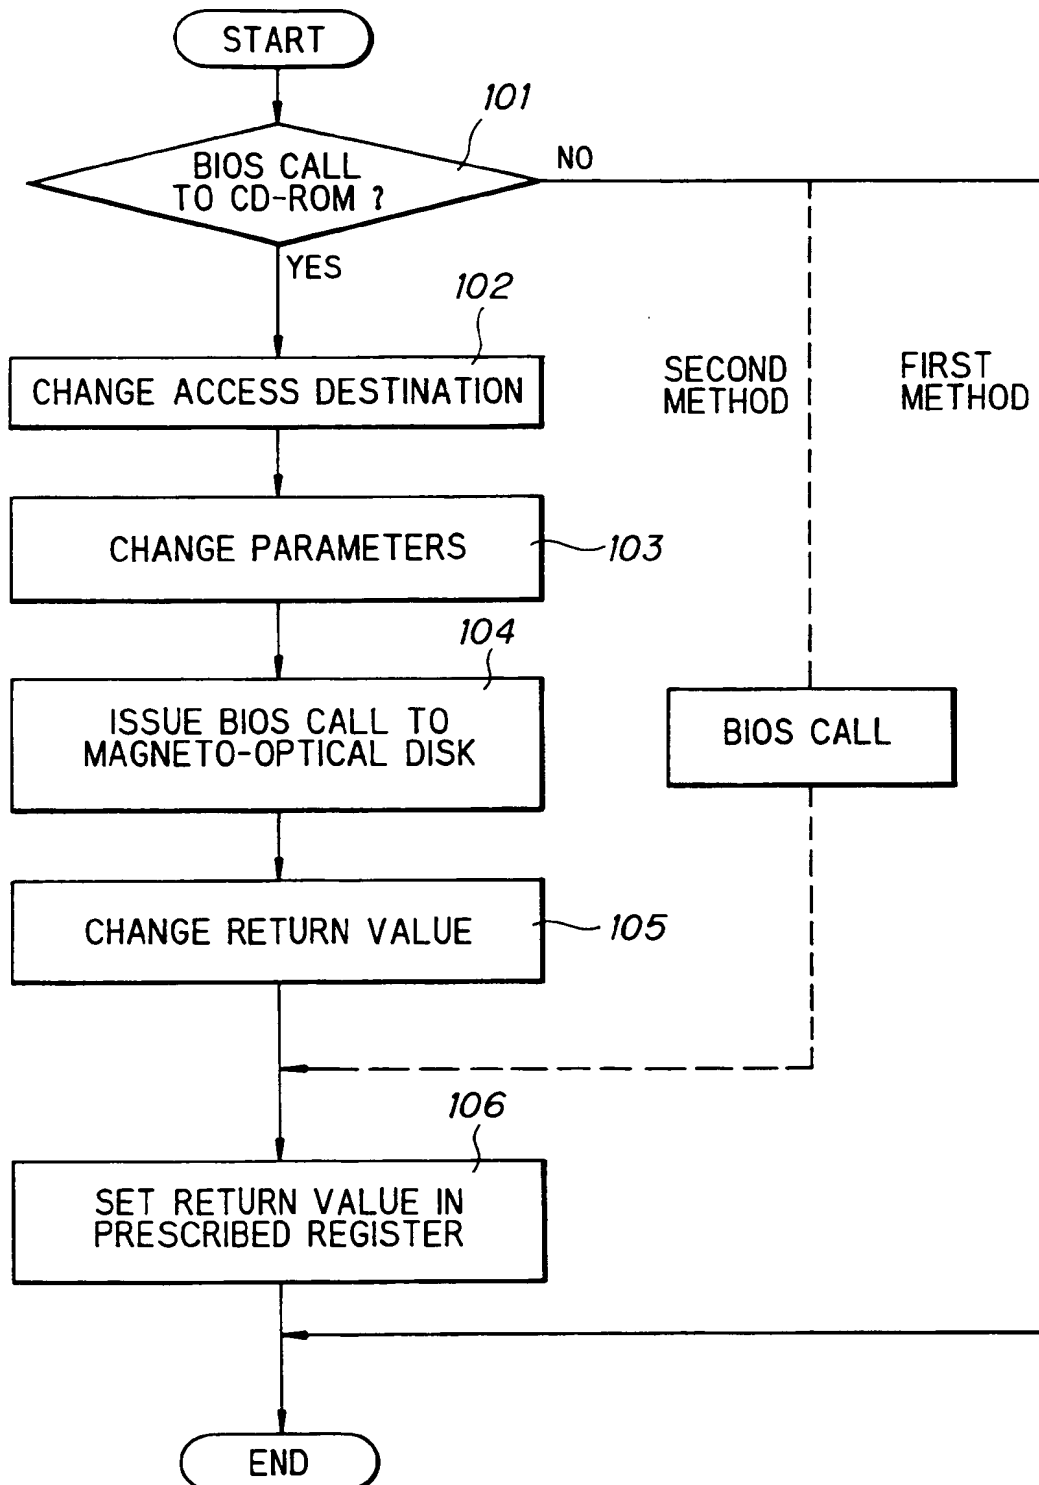 START
101
BIOS CALL
TO CD-ROM ?
NO
YES
102
CHANGE ACCESS DESTINATION
SECOND
METHOD
FIRST
METHOD
CHANGE PARAMETERS
103
104
ISSUE BIOS CALL TO
MAGNETO-OPTICAL DISK
BIOS CALL
CHANGE RETURN VALUE
105
106
SET RETURN VALUE IN
PRESCRIBED REGISTER
END